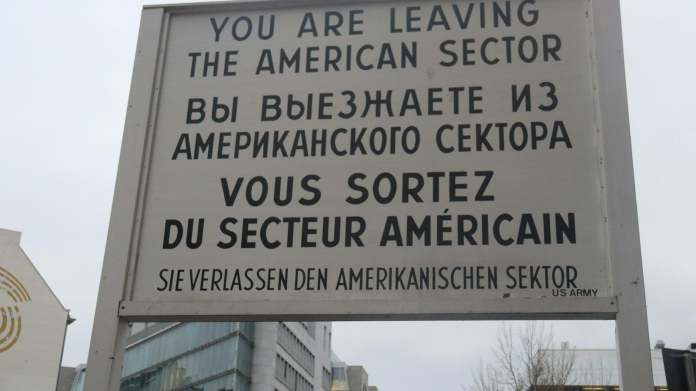 YOU ARE LEAVING
THE AMERICAN SECTOR
ВЫ ВЫЕЗЖАЕТЕ ИЗ
АМЕРИКАНСКОГО СЕКТОРА
VOUS SORTEZ
DU SECTEUR AMÉRICAIN
SIE VERLASSEN DEN AMERIKANISCHEN SEKTOR
US ARMY